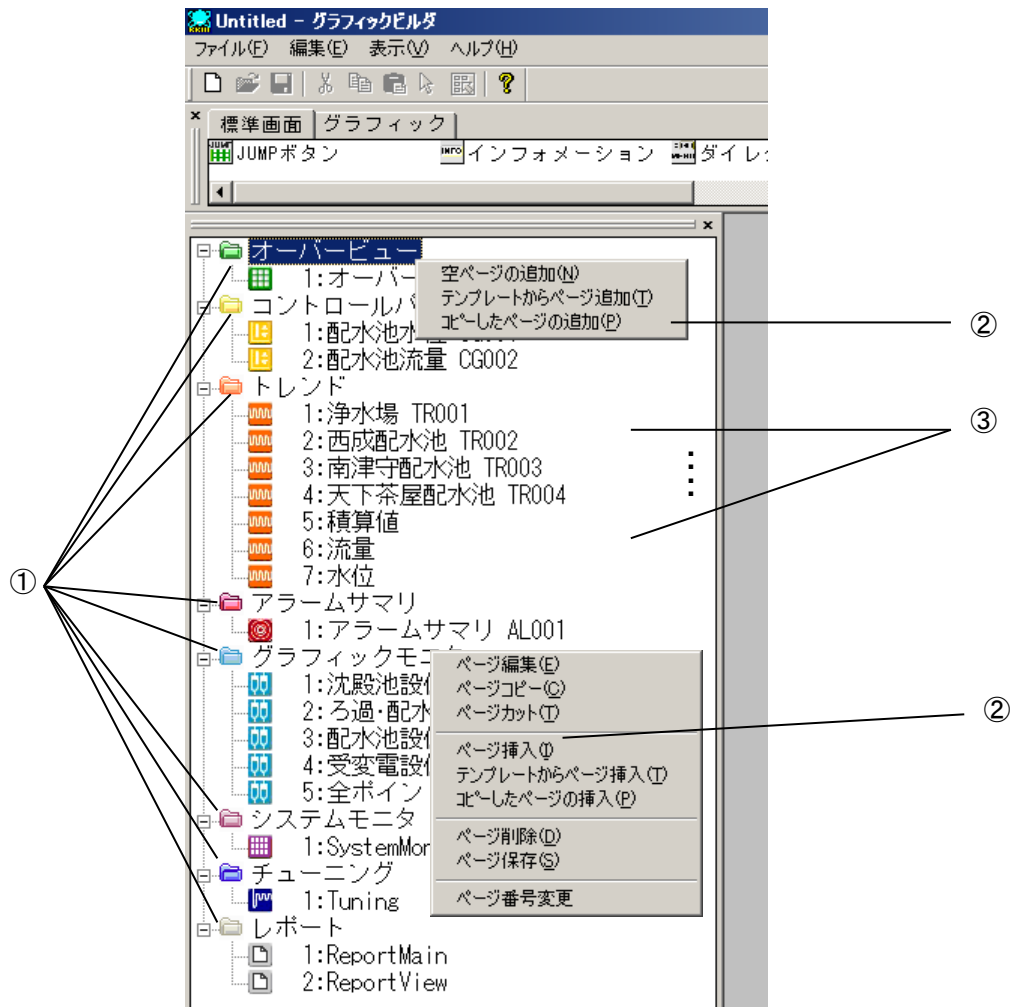 Untitled - グラフィックビルダ
ファイル(F) 編集(E) 表示(V) ヘルプ(H)
標準画面 グラフィック
JUMPボタン インフォメーション ダイレ
オーバービュー
1:オーバー
コントロールパ
1:配水池水
2:配水池流量 CG002
空ページの追加(N)
テンプレートからページ追加(T)
コピーしたページの追加(P)
②
トレンド
1:浄水場 TR001
2:西成配水池 TR002
3:南津守配水池 TR003
4:天下茶屋配水池 TR004
5:積算値
6:流量
7:水位
③
①
アラームサマリ
1:アラームサマリ AL001
グラフィックモニタ
1:沈殿池設
2:ろ過・配水
3:配水池設
4:受変電設
5:全ポイン
ページ編集(E)
ページコピー(C)
ページカット(T)
ページ挿入(I)
テンプレートからページ挿入(T)
コピーしたページの挿入(P)
ページ削除(D)
ページ保存(S)
ページ番号変更
②
システムモニタ
1:SystemMon
チューニング
1:Tuning
レポート
1:ReportMain
2:ReportView